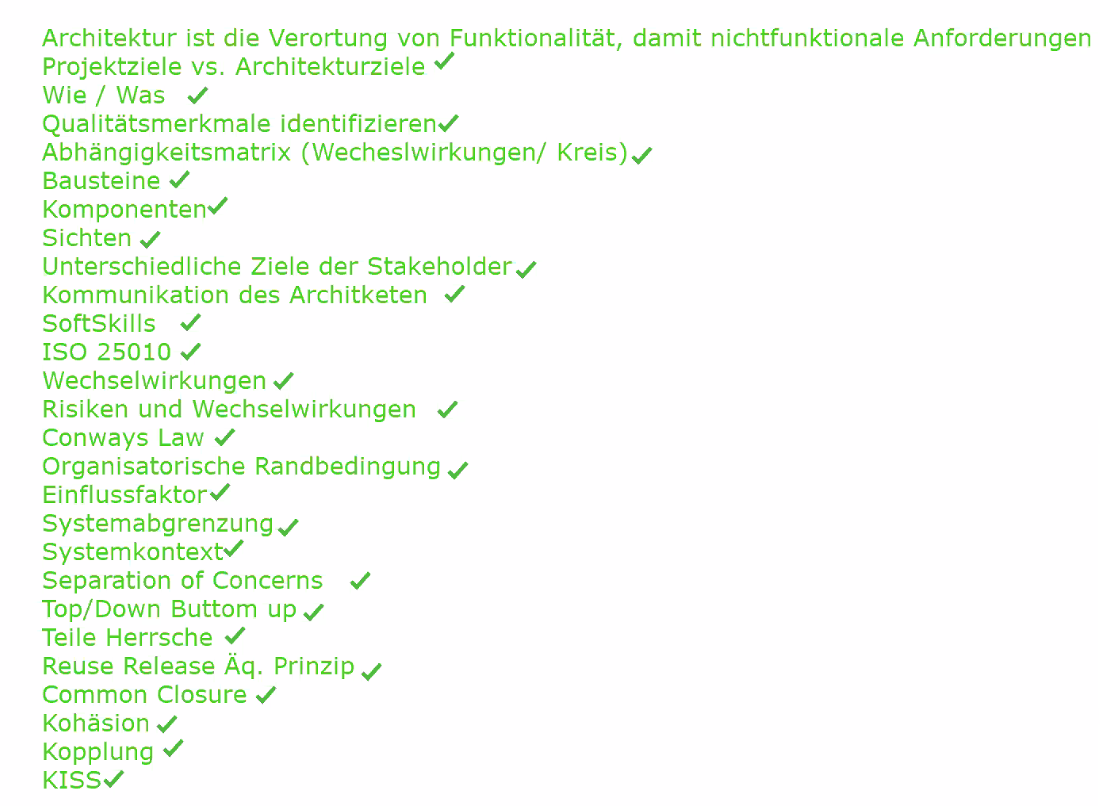 Architektur ist die Verortung von Funktionalität, damit nichtfunktionale Anforderungen
Projektziele vs. Architekturziele ✓
Wie / Was ✓
Qualitätsmerkmale identifizieren ✓
Abhängigkeitsmatrix (Wecheslwirkungen/ Kreis) ✓
Bausteine ✓
Komponenten ✓
Sichten ✓
Unterschiedliche Ziele der Stakeholder ✓
Kommunikation des Architketen ✓
SoftSkills ✓
ISO 25010 ✓
Wechselwirkungen ✓
Risiken und Wechselwirkungen ✓
Conways Law ✓
Organisatorische Randbedingung ✓
Einflussfaktor ✓
Systemabgrenzung ✓
Systemkontext ✓
Separation of Concerns ✓
Top/Down Buttom up ✓
Teile Herrsche ✓
Reuse Release Äq. Prinzip ✓
Common Closure ✓
Kohäsion ✓
Kopplung ✓
KISS ✓